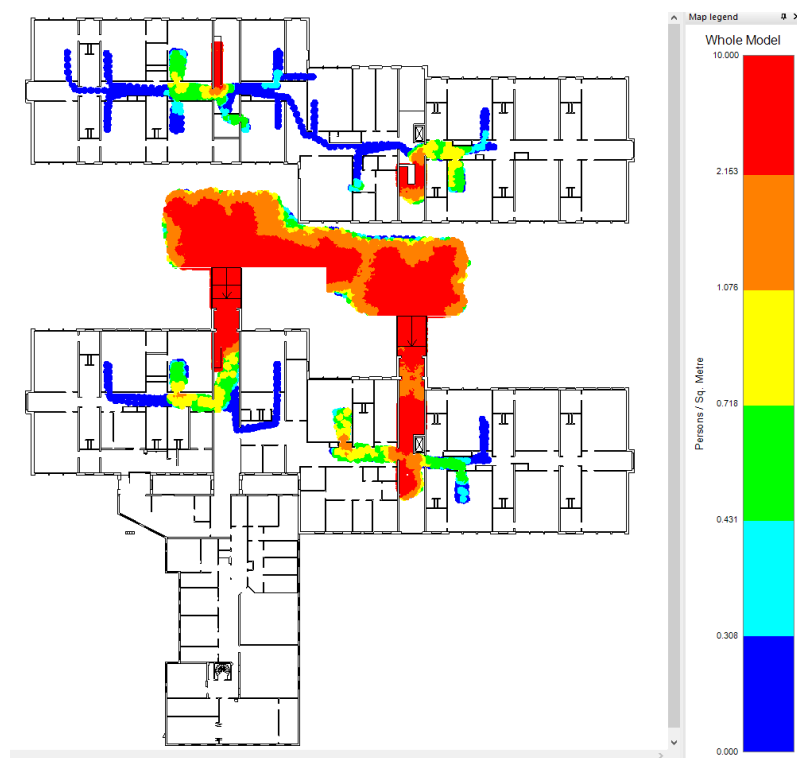 Map legend
Whole Model
10.000
2.153
1.076
0.718
0.431
0.308
0.000
Persons / Sq. Metre